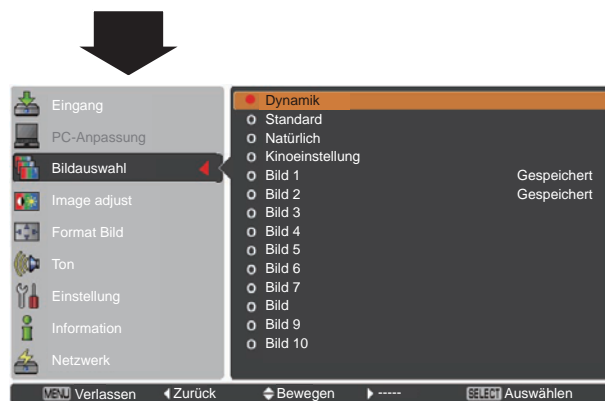 Eingang
PC-Anpassung
Bildauswahl
Image adjust
Format Bild
Ton
Einstellung
Information
Netzwerk
Dynamik
Standard
Natürlich
Kinoeinstellung
Bild 1 Gespeichert
Bild 2 Gespeichert
Bild 3
Bild 4
Bild 5
Bild 6
Bild 7
Bild
Bild 9
Bild 10
MENU Verlassen Zurück Bewegen ----- SELECT Auswählen